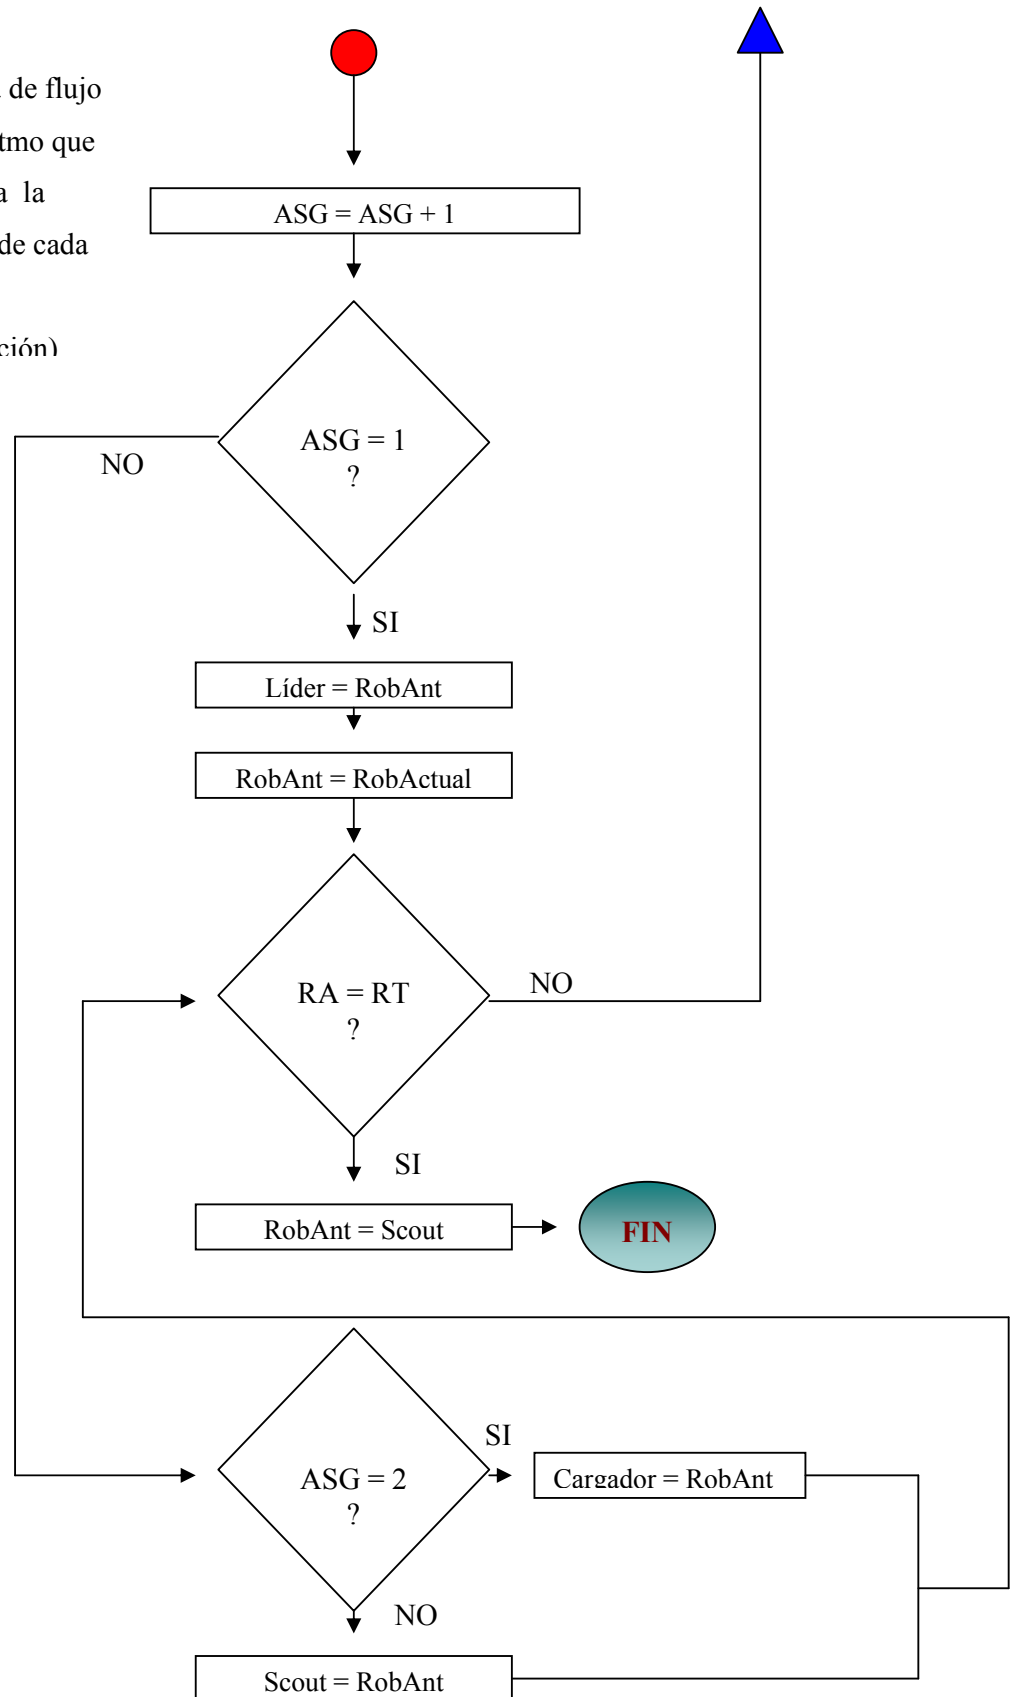 de flujo
tmo que
a la
de cada
ción)
ASG = ASG + 1
ASG = 1
?
NO
SI
Líder = RobAnt
RobAnt = RobActual
RA = RT
?
NO
SI
RobAnt = Scout
FIN
ASG = 2
?
SI
Cargador = RobAnt
NO
Scout = RobAnt